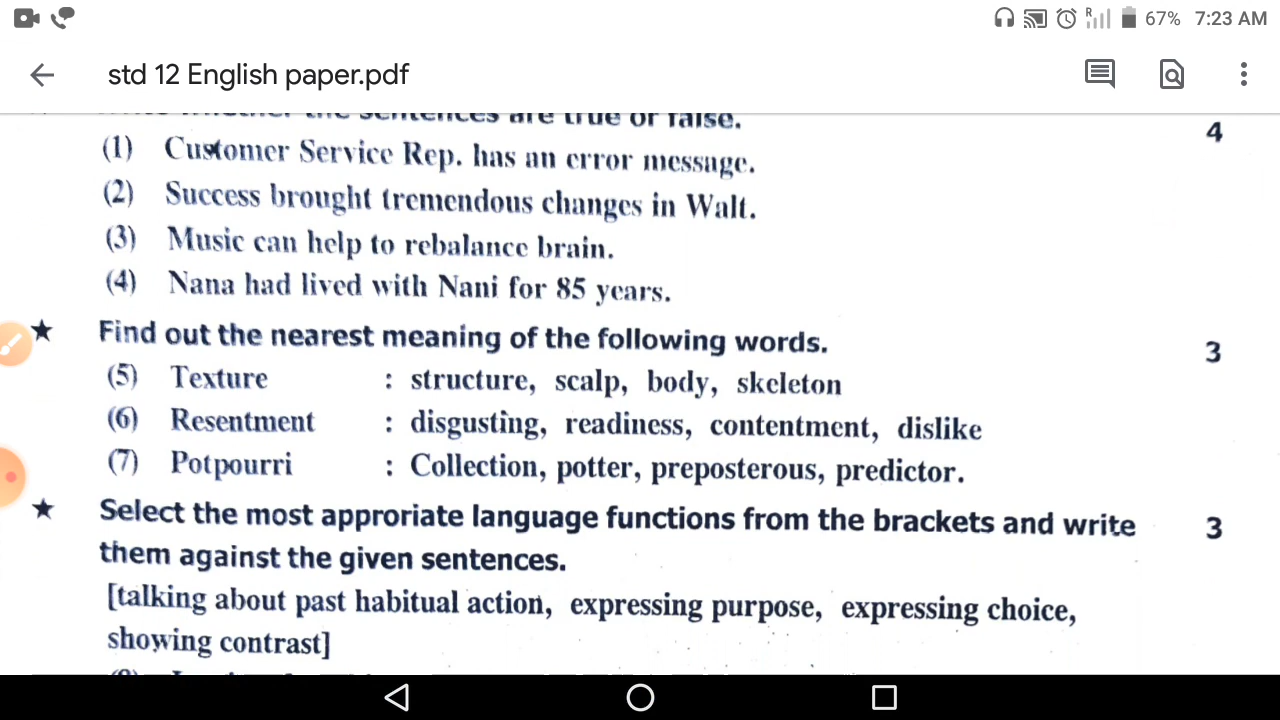 67% 7:23 AM
std 12 English paper.pdf
sentences are true or false. 4
(1) Customer Service Rep. has an error message.
(2) Success brought tremendous changes in Walt.
(3) Music can help to rebalance brain.
(4) Nana had lived with Nani for 85 years.
★ Find out the nearest meaning of the following words. 3
(5) Texture : structure, scalp, body, skeleton
(6) Resentment : disgusting, readiness, contentment, dislike
(7) Potpourri : Collection, potter, preposterous, predictor.
★ Select the most approriate language functions from the brackets and write 3
them against the given sentences.
[talking about past habitual action, expressing purpose, expressing choice,
showing contrast]